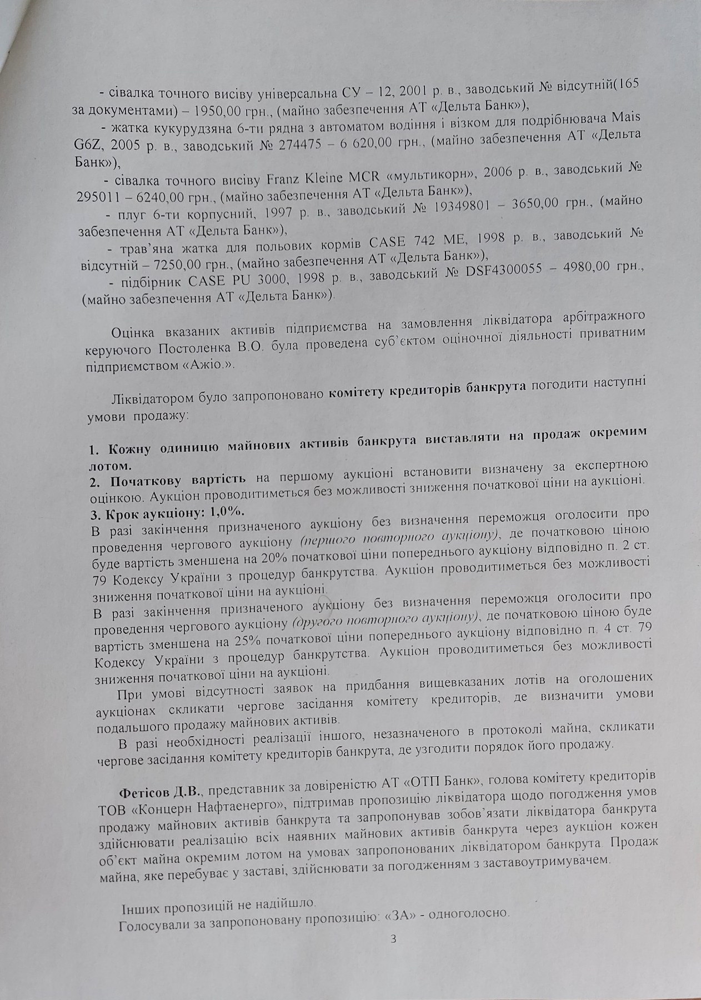 - сівалка точного висіву універсальна СУ – 12, 2001 р. в., заводський № відсутній(165
за документами) – 1950,00 грн., (майно забезпечення АТ «Дельта Банк»),
- жатка кукурудзяна 6-ти рядна з автоматом водіння і візком для подрібнювача Mais
G6Z, 2005 р. в., заводський № 274475 – 6 620,00 грн., (майно забезпечення АТ «Дельта
Банк»),
- сівалка точного висіву Franz Kleine MCR «мультикорн», 2006 р. в., заводський №
295011 – 6240,00 грн., (майно забезпечення АТ «Дельта Банк»),
- плуг 6-ти корпусний, 1997 р. в., заводський № 19349801 – 3650,00 грн., (майно
забезпечення АТ «Дельта Банк»),
- трав’яна жатка для польових кормів CASE 742 ME, 1998 р. в., заводський №
відсутній – 7250,00 грн., (майно забезпечення АТ «Дельта Банк»),
- підбірник CASE PU 3000, 1998 р. в., заводський № DSF4300055 – 4980,00 грн.,
(майно забезпечення АТ «Дельта Банк»).
Оцінка вказаних активів підприємства на замовлення ліквідатора арбітражного
керуючого Постоленка В.О. була проведена суб’єктом оціночної діяльності приватним
підприємством «Ажіо.».
Ліквідатором було запропоновано комітету кредиторів банкрута погодити наступні
умови продажу:
1. Кожну одиницю майнових активів банкрута виставляти на продаж окремим
лотом.
2. Початкову вартість на першому аукціоні встановити визначену за експертною
оцінкою. Аукціон проводитиметься без можливості зниження початкової ціни на аукціоні.
3. Крок аукціону: 1,0%.
В разі закінчення призначеного аукціону без визначення переможця оголосити про
проведення чергового аукціону (першого повторного аукціону), де початковою ціною
буде вартість зменшена на 20% початкової ціни попереднього аукціону відповідно п. 2 ст.
79 Кодексу України з процедур банкрутства. Аукціон проводитиметься без можливості
зниження початкової ціни на аукціоні.
В разі закінчення призначеного аукціону без визначення переможця оголосити про
проведення чергового аукціону (другого повторного аукціону), де початковою ціною буде
вартість зменшена на 25% початкової ціни попереднього аукціону відповідно п. 4 ст. 79
Кодексу України з процедур банкрутства. Аукціон проводитиметься без можливості
зниження початкової ціни на аукціоні.
При умові відсутності заявок на придбання вищевказаних лотів на оголошених
аукціонах скликати чергове засідання комітету кредиторів, де визначити умови
подальшого продажу майнових активів.
В разі необхідності реалізації іншого, незазначеного в протоколі майна, скликати
чергове засідання комітету кредиторів банкрута, де узгодити порядок його продажу.
Фетісов Д.В., представник за довіреністю АТ «ОТП Банк», голова комітету кредиторів
ТОВ «Концерн Нафтаенерго», підтримав пропозицію ліквідатора щодо погодження умов
продажу майнових активів банкрута та запропонував зобов’язати ліквідатора банкрута
здійснювати реалізацію всіх наявних майнових активів банкрута через аукціон кожен
об’єкт майна окремим лотом на умовах запропонованих ліквідатором банкрута. Продаж
майна, яке перебуває у заставі, здійснювати за погодженням з заставоутримувачем.
Інших пропозицій не надійшло.
Голосували за запропоновану пропозицію: «ЗА» - одноголосно.
3